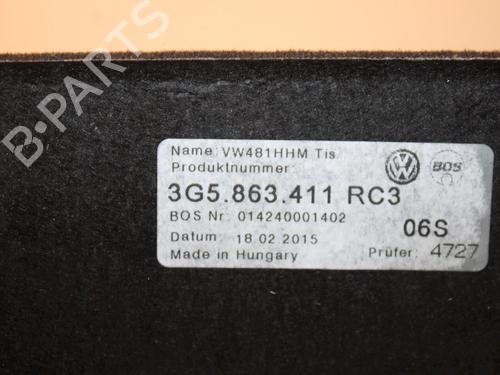 B-PARTS
Name: VW481HHM Tis
Produktnummer:
3G5.863.411 RC3
BOS
BOS Nr: 014240001402
06S
Datum: 18.02.2015
Made in Hungary
Prüfer: 4727